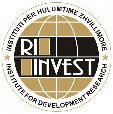 INSTITUTI PER HULUMTIME ZHVILLIMORE
RI
INVEST
INSTITUTE FOR DEVELOPMENT RESEARCH